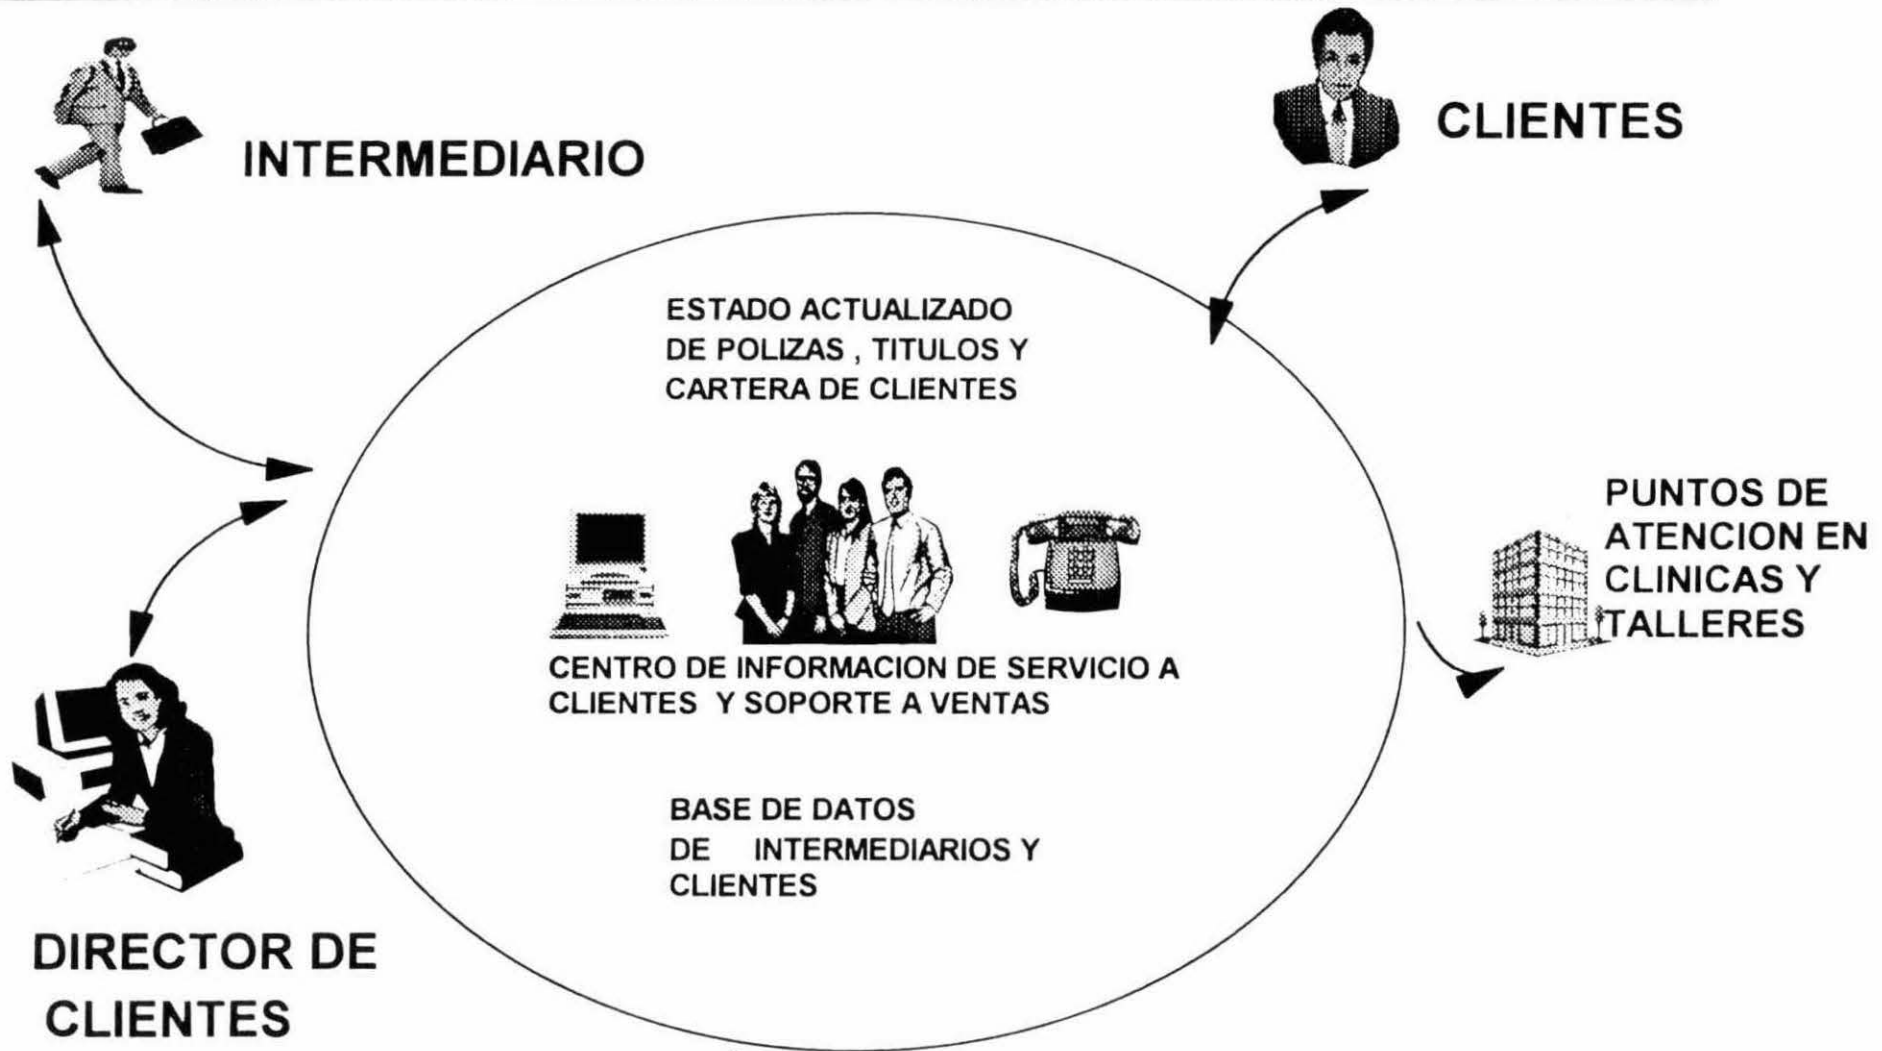 INTERMEDIARIO
CLIENTES
ESTADO ACTUALIZADO
DE POLIZAS , TITULOS Y
CARTERA DE CLIENTES
PUNTOS DE
ATENCION EN
CLINICAS Y
TALLERES
CENTRO DE INFORMACION DE SERVICIO A
CLIENTES Y SOPORTE A VENTAS
BASE DE DATOS
DE INTERMEDIARIOS Y
CLIENTES
DIRECTOR DE
CLIENTES